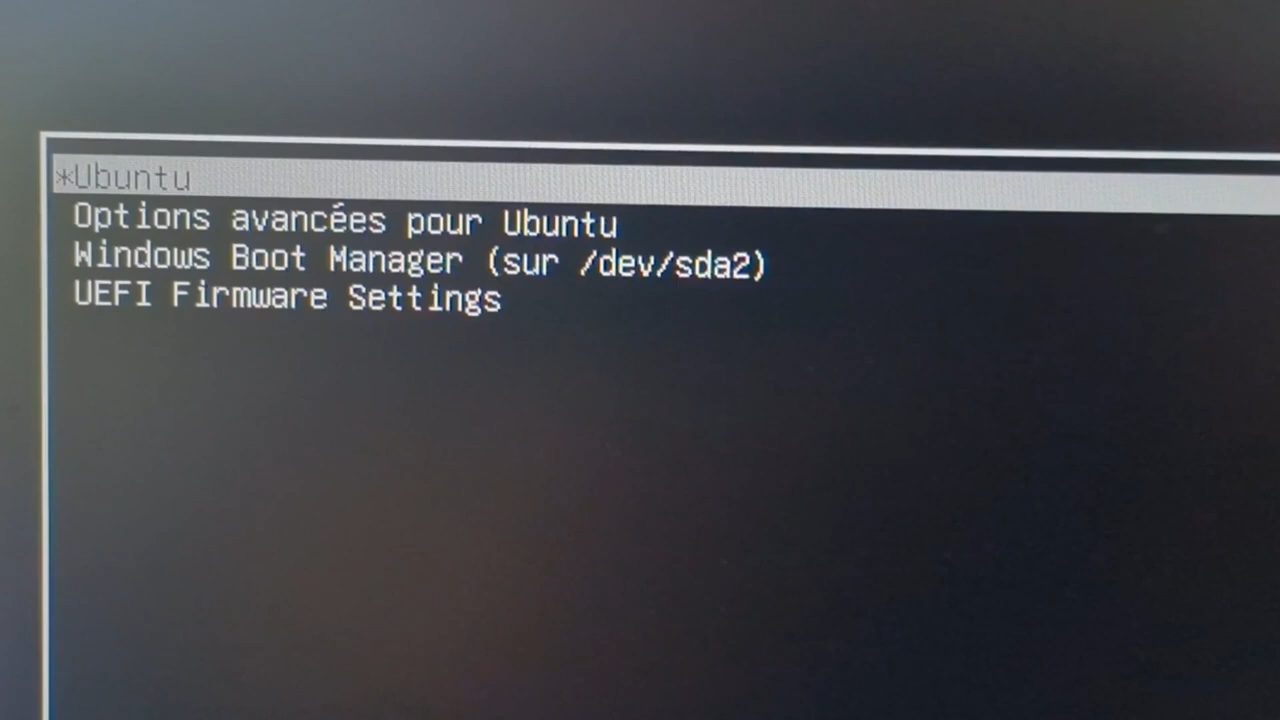 *Ubuntu
Options avancées pour Ubuntu
Windows Boot Manager (sur /dev/sda2)
UEFI Firmware Settings